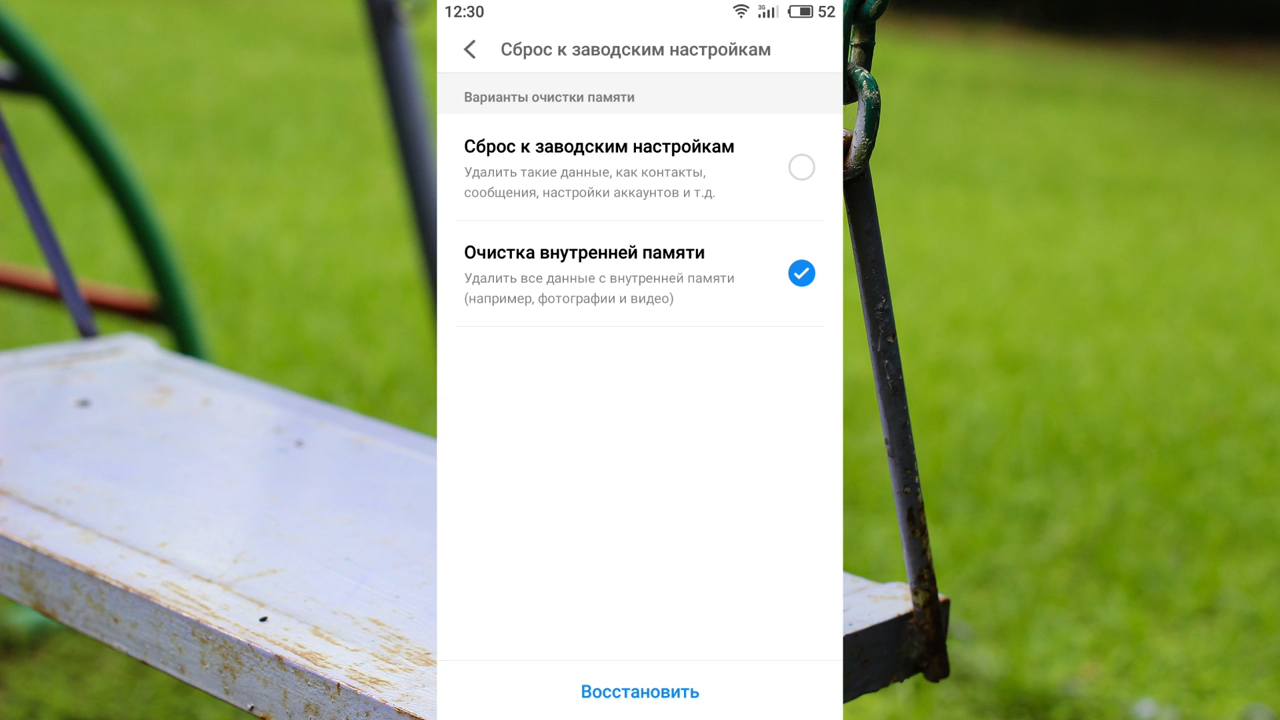 12:30
3G
52
Сброс к заводским настройкам
Варианты очистки памяти
Сброс к заводским настройкам
Удалить такие данные, как контакты,
сообщения, настройки аккаунтов и т.д.
Очистка внутренней памяти
Удалить все данные с внутренней памяти
(например, фотографии и видео)
Восстановить